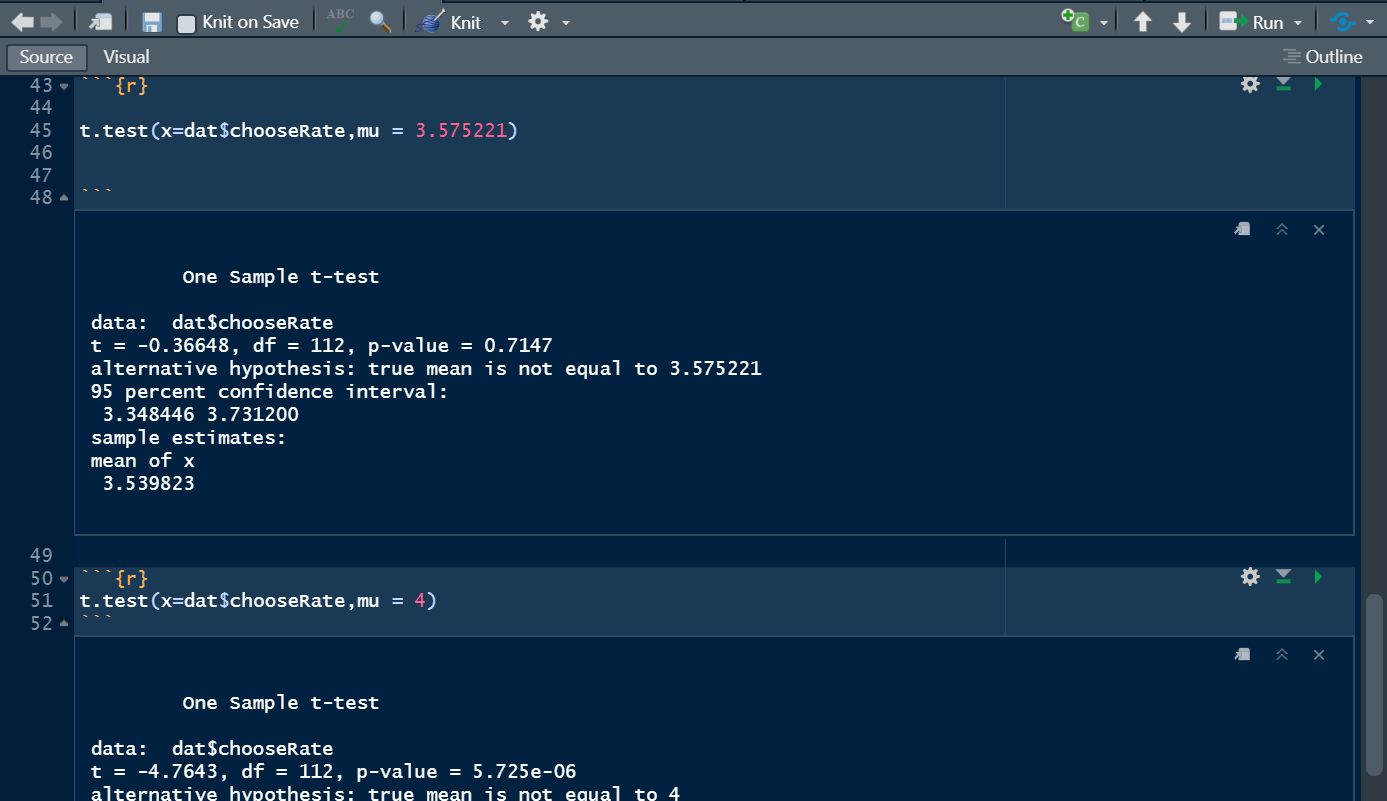 Knit on Save ABC Knit Run
Source Visual Outline
43 ```{r}
44
45 t.test(x=dat$chooseRate,mu = 3.575221)
46
47
48 ```
One Sample t-test
data:  dat$chooseRate
t = -0.36648, df = 112, p-value = 0.7147
alternative hypothesis: true mean is not equal to 3.575221
95 percent confidence interval:
3.348446 3.731200
sample estimates:
mean of x
3.539823
49
50 ```{r}
51 t.test(x=dat$chooseRate,mu = 4)
52 ```
One Sample t-test
data:  dat$chooseRate
t = -4.7643, df = 112, p-value = 5.725e-06
alternative hypothesis: true mean is not equal to 4